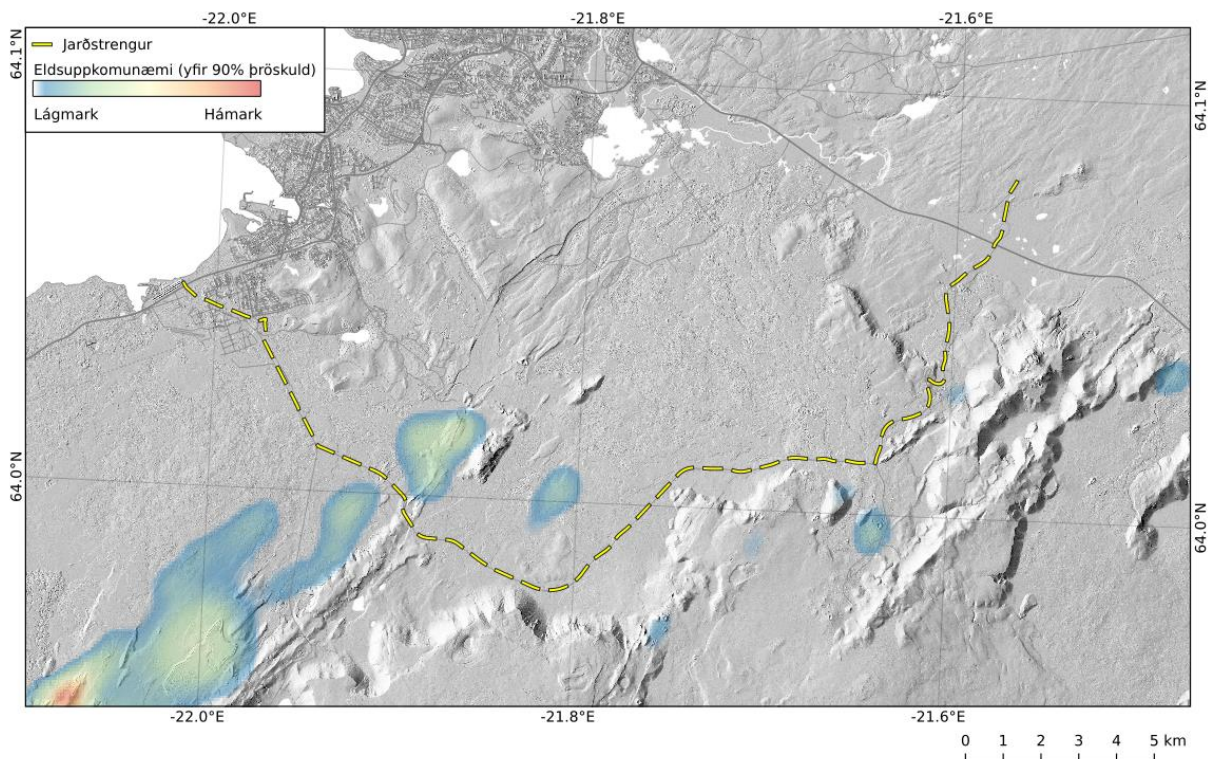 -22.0°E -21.8°E -21.6°E
64.1°N
Jarðstrengur
Eldsuppkomunæmi (yfir 90% þröskuld)
Lágmark Hámark
64.1°N
64.0°N
64.0°N
-22.0°E -21.8°E -21.6°E
0 1 2 3 4 5 km